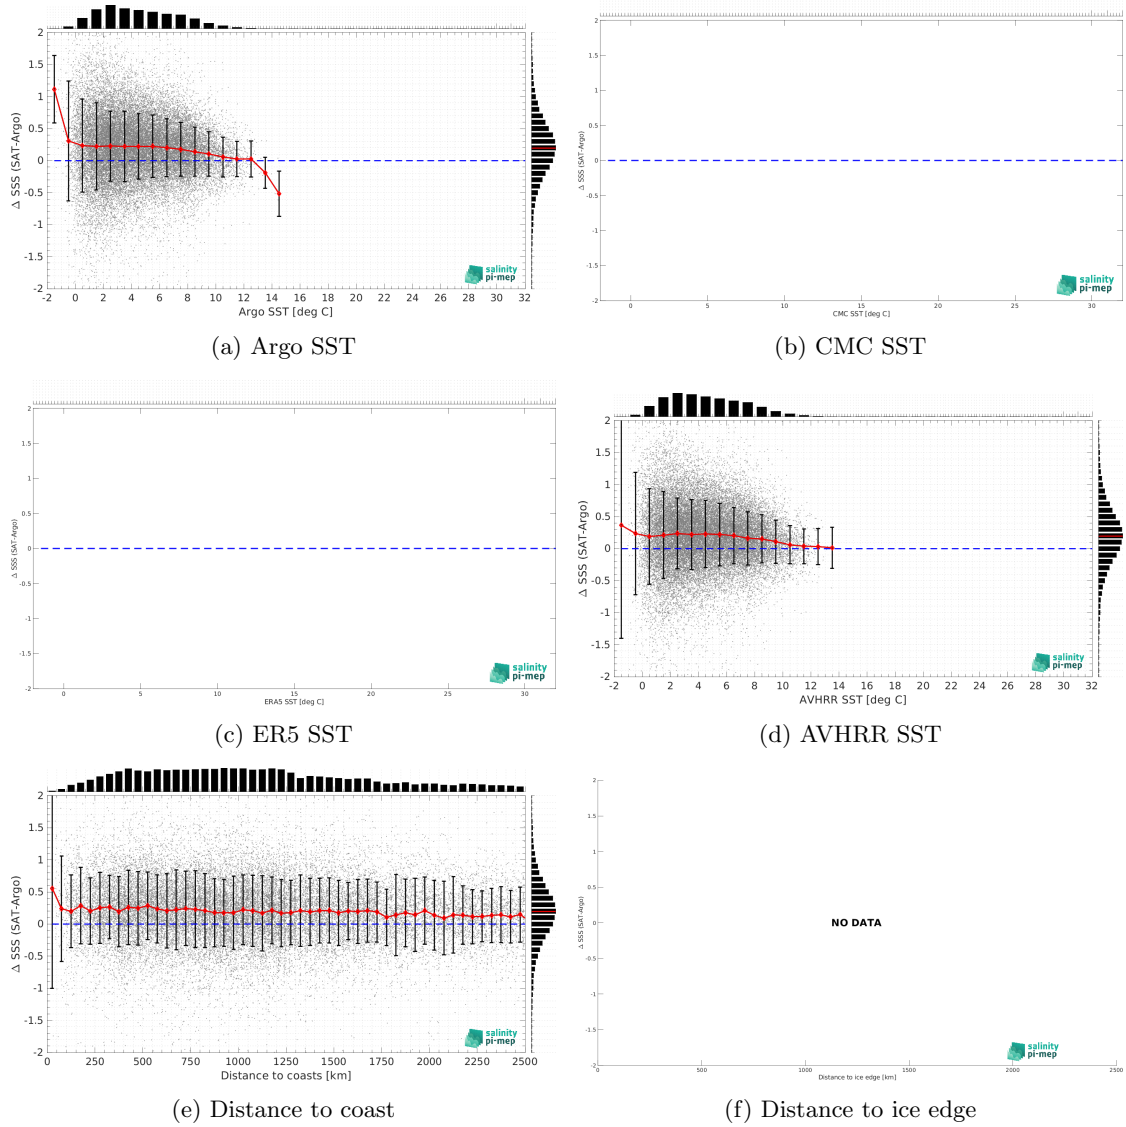 2
1.5
1
0.5
0
-0.5
-1
-1.5
-2
Δ SSS (SAT-Argo)
salinity
pi-mep
-2 0 2 4 6 8 10 12 14 16 18 20 22 24 26 28 30 32
Argo SST [deg C]
(a) Argo SST
2
1.5
1
0.5
0
-0.5
-1
-1.5
-2
Δ SSS (SAT-Argo)
salinity
pi-mep
0 5 10 15 20 25 30
CMC SST [deg C]
(b) CMC SST
2
1.5
1
0.5
0
-0.5
-1
-1.5
-2
Δ SSS (SAT-Argo)
salinity
pi-mep
0 5 10 15 20 25 30
ERA5 SST [deg C]
(c) ER5 SST
2
1.5
1
0.5
0
-0.5
-1
-1.5
-2
Δ SSS (SAT-Argo)
salinity
pi-mep
-2 0 2 4 6 8 10 12 14 16 18 20 22 24 26 28 30 32
AVHRR SST [deg C]
(d) AVHRR SST
2
1.5
1
0.5
0
-0.5
-1
-1.5
-2
Δ SSS (SAT-Argo)
salinity
pi-mep
0 250 500 750 1000 1250 1500 1750 2000 2250 2500
Distance to coasts [km]
(e) Distance to coast
2
1.5
1
0.5
0
-0.5
-1
-1.5
-2
Δ SSS (SAT-Argo)
NO DATA
salinity
pi-mep
0 500 1000 1500 2000 2500
Distance to ice edge [km]
(f) Distance to ice edge